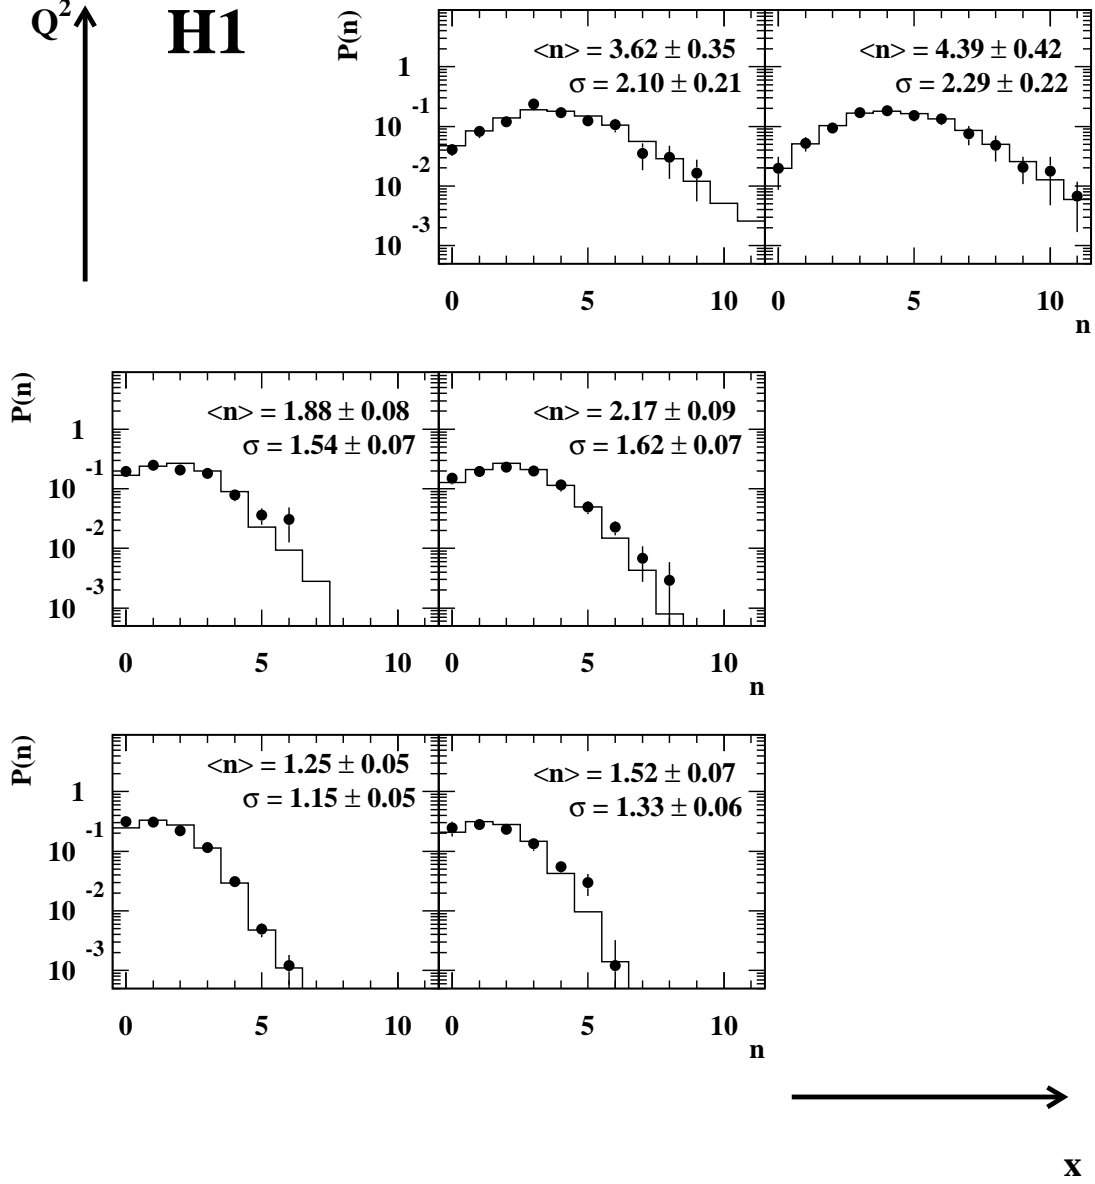 Q2
H1
P(n)
<n> = 3.62 ± 0.35
σ = 2.10 ± 0.21
<n> = 4.39 ± 0.42
σ = 2.29 ± 0.22
1
10 -1
10 -2
10 -3
0 5 10 0 5 10
n
P(n)
<n> = 1.88 ± 0.08
σ = 1.54 ± 0.07
<n> = 2.17 ± 0.09
σ = 1.62 ± 0.07
1
10 -1
10 -2
10 -3
0 5 10 0 5 10
n
P(n)
<n> = 1.25 ± 0.05
σ = 1.15 ± 0.05
<n> = 1.52 ± 0.07
σ = 1.33 ± 0.06
1
10 -1
10 -2
10 -3
0 5 10 0 5 10
n
x